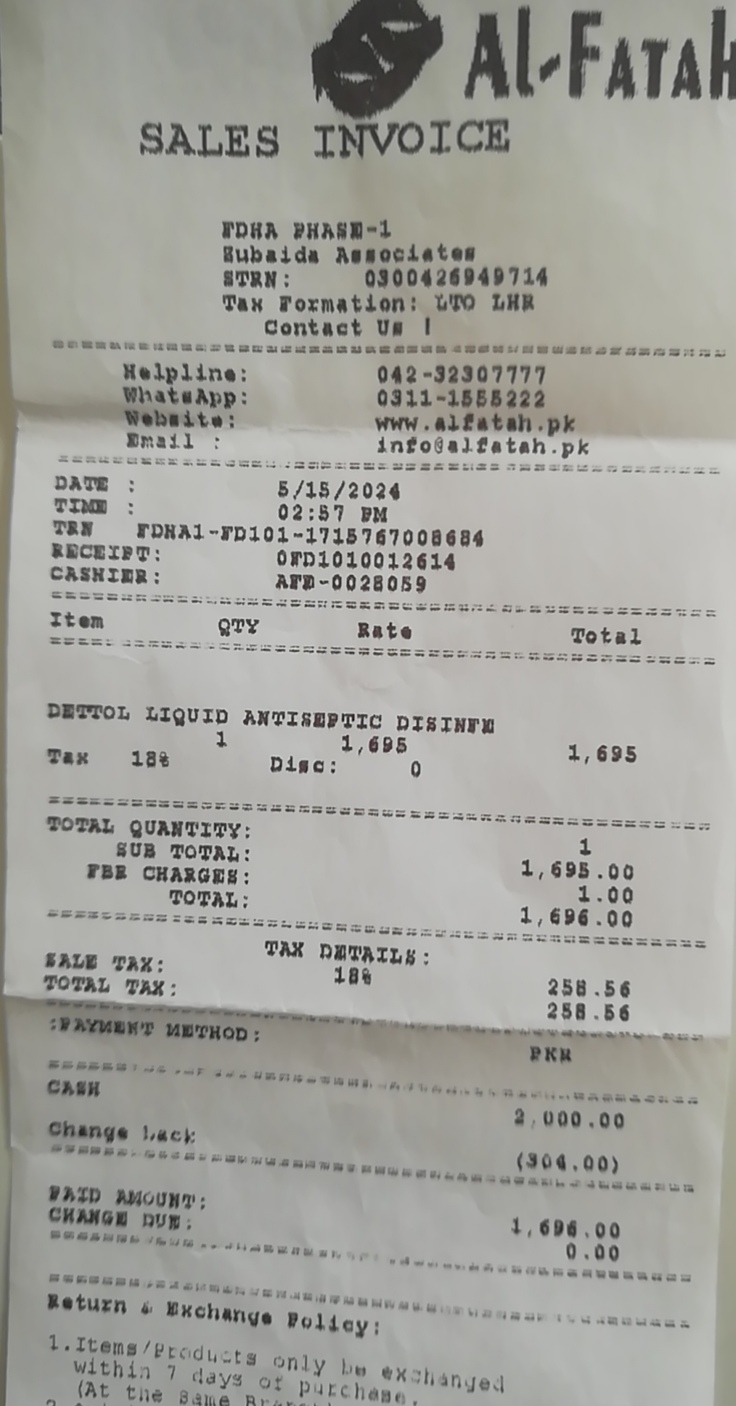 Al-Fatah
SALES INVOICE
FDHA PHASE-1
Zubaida Associates
STRN: 0300426949714
Tax Formation: LTO LHR
Contact Us !
Helpline: 042-32307777
WhatsApp: 0311-1555222
Website: www.alfatah.pk
Email : info@alfatah.pk
DATE : 5/15/2024
TIME : 02:57 PM
TRN FDHA1-FD101-1715767008684
RECEIPT: 0FD1010012614
CASHIER: AFE-0028059
Item QTY Rate Total
DETTOL LIQUID ANTISEPTIC DISINFE
1 1,695 1,695
Tax 18% Disc: 0
TOTAL QUANTITY: 1
SUB TOTAL: 1,695.00
FBR CHARGES: 1.00
TOTAL: 1,696.00
TAX DETAILS:
SALE TAX: 18% 258.56
TOTAL TAX: 258.56
:PAYMENT METHOD: PKR
CASH 2,000.00
Change (304.00)
PAID AMOUNT: 1,696.00
CHANGE DUE: 0.00
Return & Exchange Policy:
1.Items/Products only be exchanged
within 7 days of purchase.
(At the Same